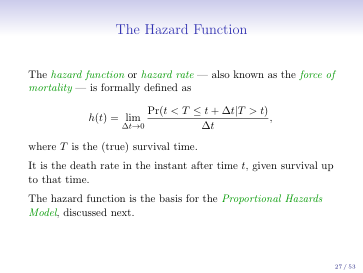 The Hazard Function
The hazard function or hazard rate — also known as the force of
mortality — is formally defined as
h(t) = lim_{Δt→0} Pr(t < T ≤ t + Δt|T > t) / Δt,
where T is the (true) survival time.
It is the death rate in the instant after time t, given survival up
to that time.
The hazard function is the basis for the Proportional Hazards
Model, discussed next.
27 / 53